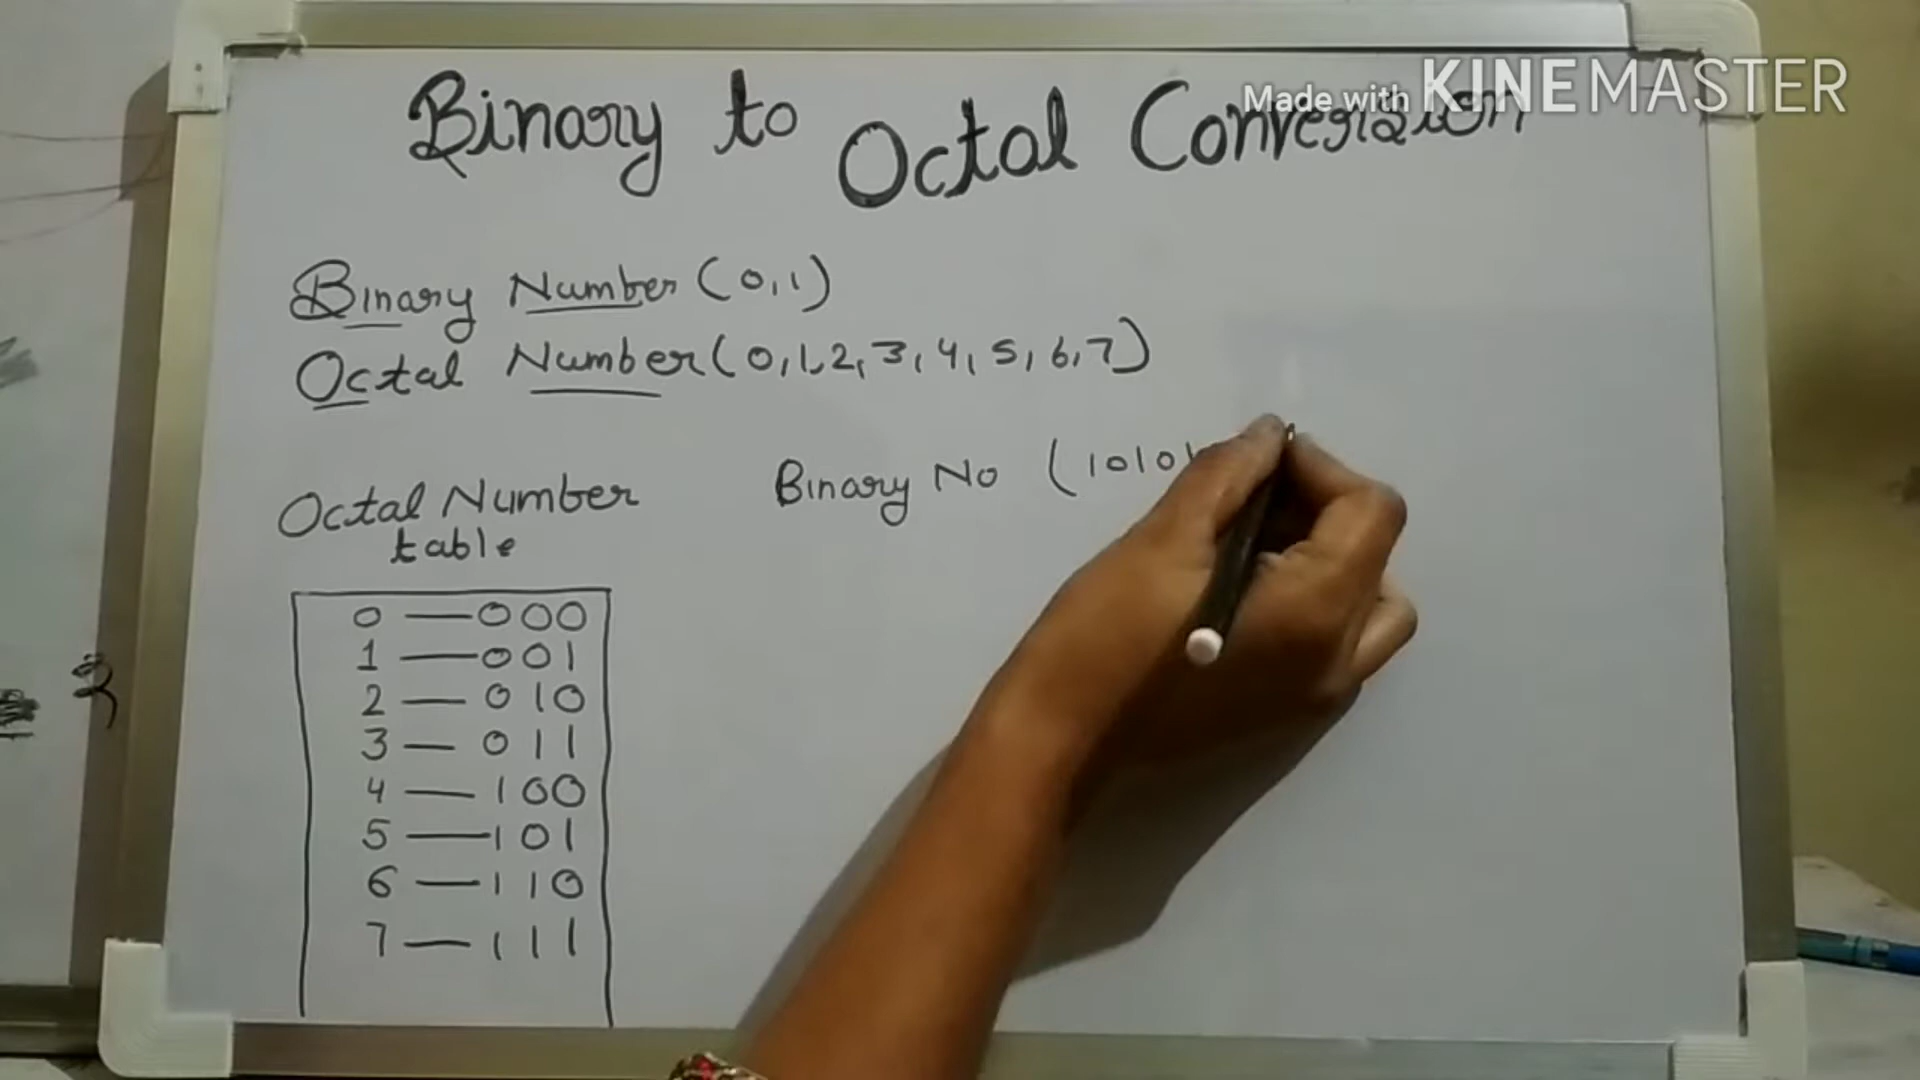 Binary to Octal Conversion
Made with KINEMASTER
Binary Number (0,1)
Octal Number (0,1,2,3,4,5,6,7)
Binary No (10101
Octal Number
table
0 — 000
1 — 001
2 — 010
3 — 011
4 — 100
5 — 101
6 — 110
7 — 111